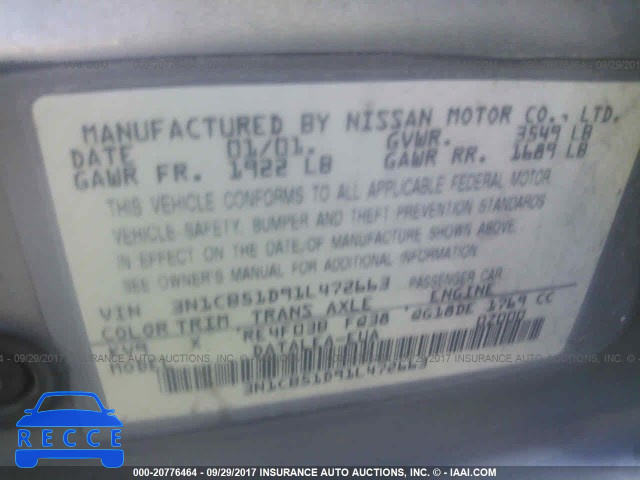 MANUFACTURED BY NISSAN MOTOR CO., LTD.
DATE 01/01. GVWR. 3549 LB
GAWR FR. 1922 LB GAWR RR. 1689 LB
THIS VEHICLE CONFORMS TO ALL APPLICABLE FEDERAL MOTOR
VEHICLE SAFETY, BUMPER AND THEFT PREVENTION STANDARDS
IN EFFECT ON THE DATE OF MANUFACTURE SHOWN ABOVE.
SEE OWNER'S MANUAL FOR ADDITIONAL INFORMATION.
VIN 3N1CB51D91L472663 PASSENGER CAR
COLOR TRIM TRANS AXLE ENGINE
KV9 X RE4F03B FQ38 QG18DE 1769 CC
MODEL
3N1CB51D91L472663
RECCE
000-20776464 - 09/29/2017 - INSURANCE AUTO AUCTIONS, INC. - © - IAAI.COM